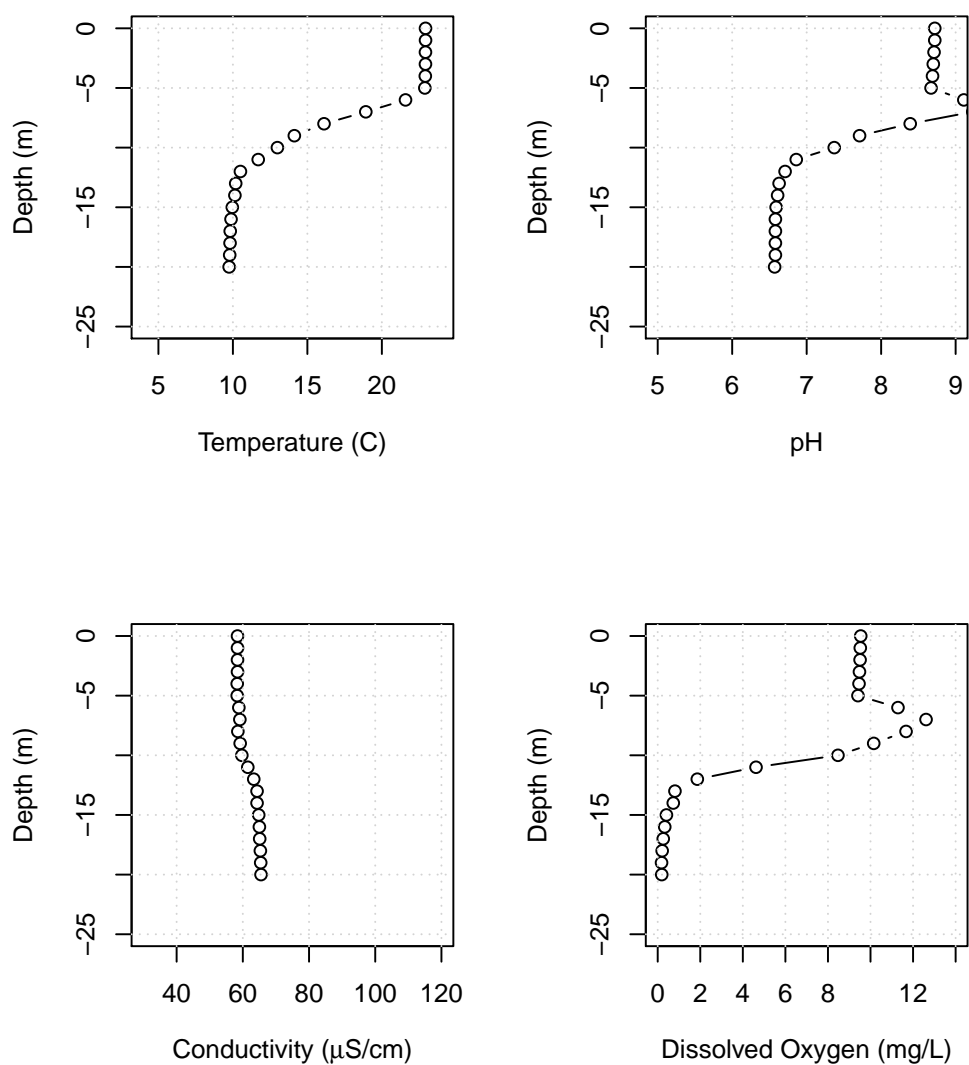 0
−5
−15
−25
Depth (m)
5 10 15 20
Temperature (C)
0
−5
−15
−25
Depth (m)
5 6 7 8 9
pH
0
−5
−15
−25
Depth (m)
40 60 80 100 120
Conductivity (μS/cm)
0
−5
−15
−25
Depth (m)
0 2 4 6 8 12
Dissolved Oxygen (mg/L)